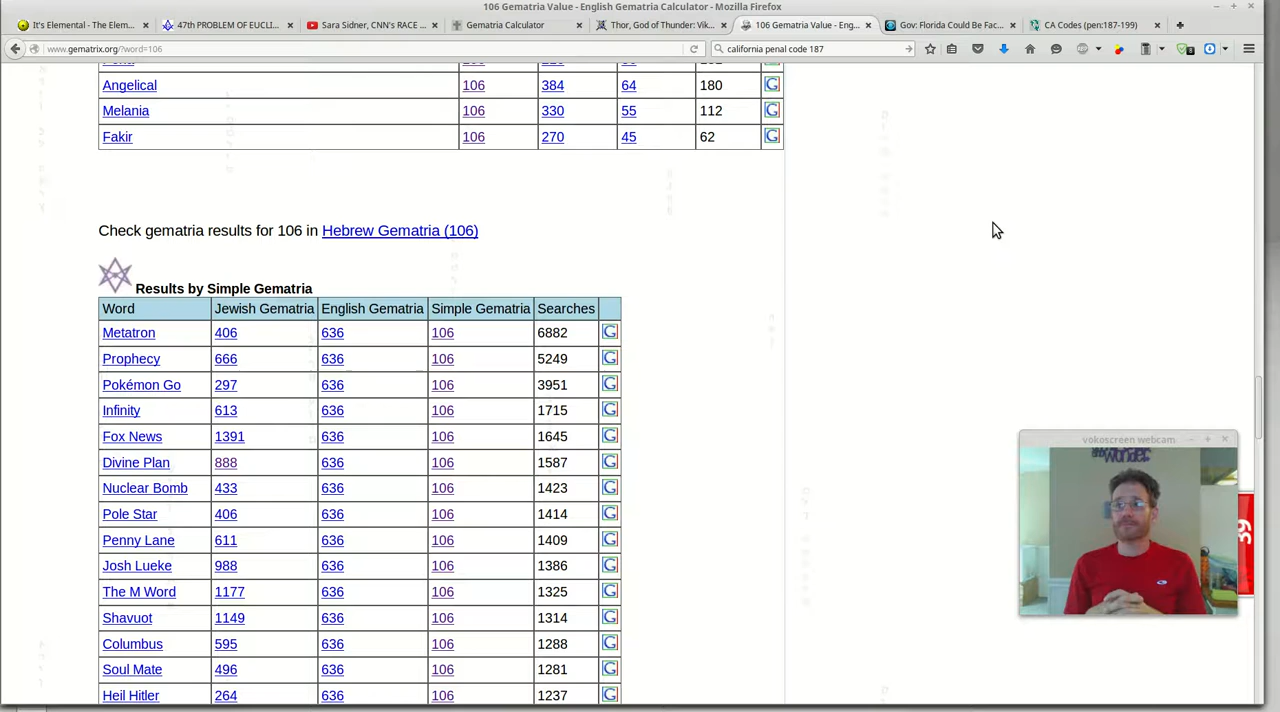 106 Gematria Value - English Gematria Calculator - Mozilla Firefox
It's Elemental - The Elem...
47TH PROBLEM OF EUCLI...
Sara Sidner, CNN's RACE ...
Gematria Calculator
Thor, God of Thunder: Vik...
106 Gematria Value - Eng...
Gov: Florida Could Be Fac...
CA Codes (pen:187-199)
www.gematrix.org/?word=106
california penal code 187
Angelical 106 384 64 180
Melania 106 330 55 112
Fakir 106 270 45 62
Check gematria results for 106 in Hebrew Gematria (106)
Results by Simple Gematria
Word Jewish Gematria English Gematria Simple Gematria Searches
Metatron 406 636 106 6882
Prophecy 666 636 106 5249
Pokémon Go 297 636 106 3951
Infinity 613 636 106 1715
Fox News 1391 636 106 1645
Divine Plan 888 636 106 1587
Nuclear Bomb 433 636 106 1423
Pole Star 406 636 106 1414
Penny Lane 611 636 106 1409
Josh Lueke 988 636 106 1386
The M Word 1177 636 106 1325
Shavuot 1149 636 106 1314
Columbus 595 636 106 1288
Soul Mate 496 636 106 1281
Heil Hitler 264 636 106 1237
vokoscreen webcam
wonder.
39